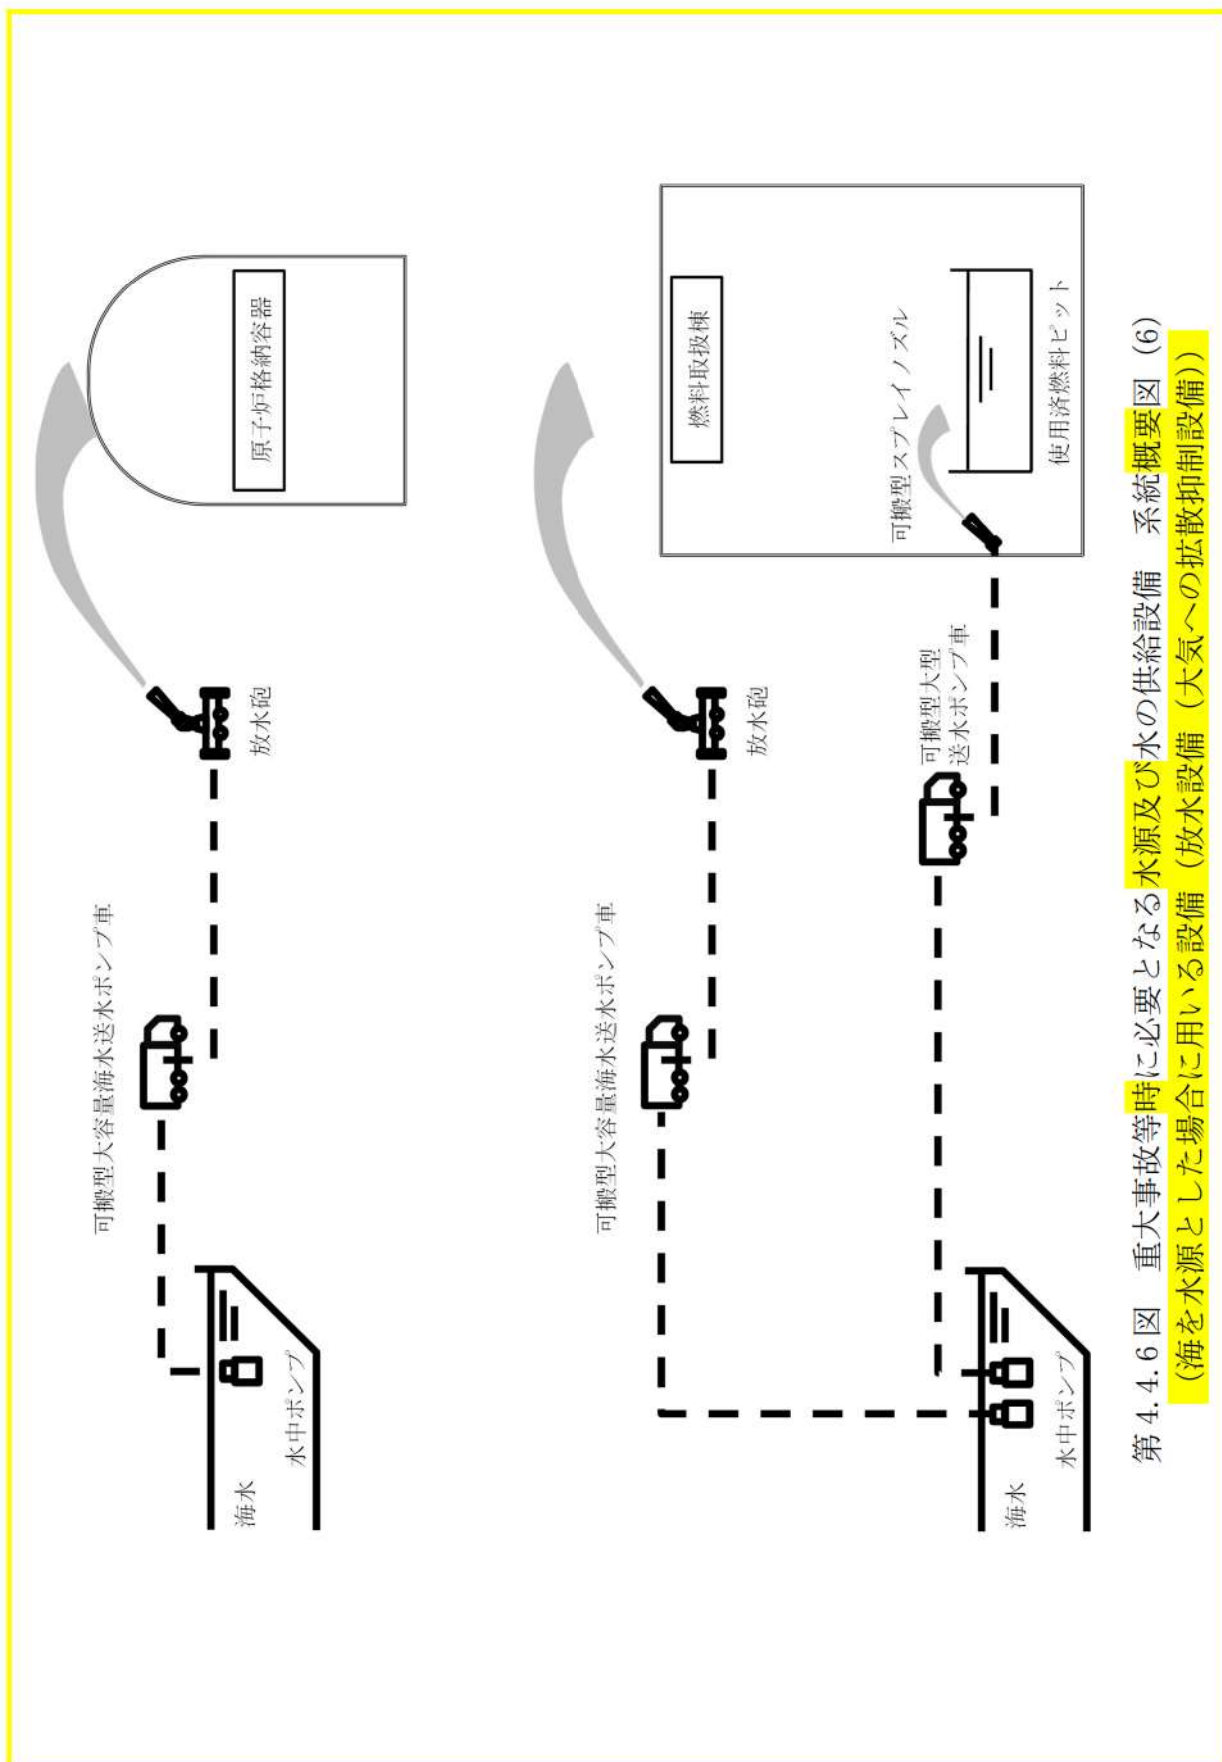 原子炉格納容器
放水砲
可搬型大容量海水送水ポンプ車
水中ポンプ
海水
燃料取扱棟
可搬型スプレイノズル
使用済燃料ピット
放水砲
可搬型大型
送水ポンプ車
可搬型大容量海水送水ポンプ車
水中ポンプ
海水
第4.4.6図　重大事故等時に必要となる水源及び水の供給設備　系統概要図（6）
（海を水源とした場合に用いる設備（放水設備（大気への拡散抑制設備））